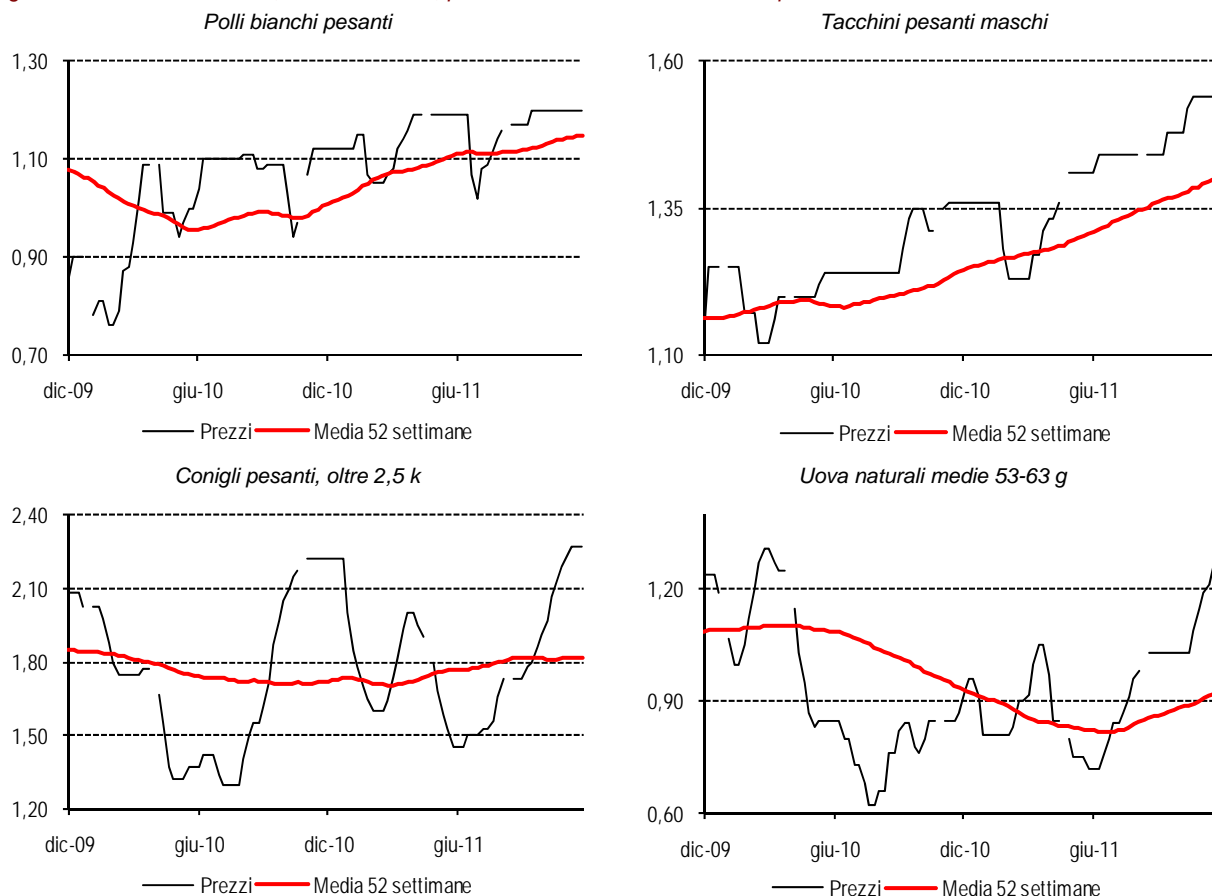 Polli bianchi pesanti
1,30
1,10
0,90
0,70
dic-09
giu-10
dic-10
giu-11
Prezzi
Media 52 settimane
Tacchini pesanti maschi
1,60
1,35
1,10
dic-09
giu-10
dic-10
giu-11
Prezzi
Media 52 settimane
Conigli pesanti, oltre 2,5 k
2,40
2,10
1,80
1,50
1,20
dic-09
giu-10
dic-10
giu-11
Prezzi
Media 52 settimane
Uova naturali medie 53-63 g
1,20
0,90
0,60
dic-09
giu-10
dic-10
giu-11
Prezzi
Media 52 settimane